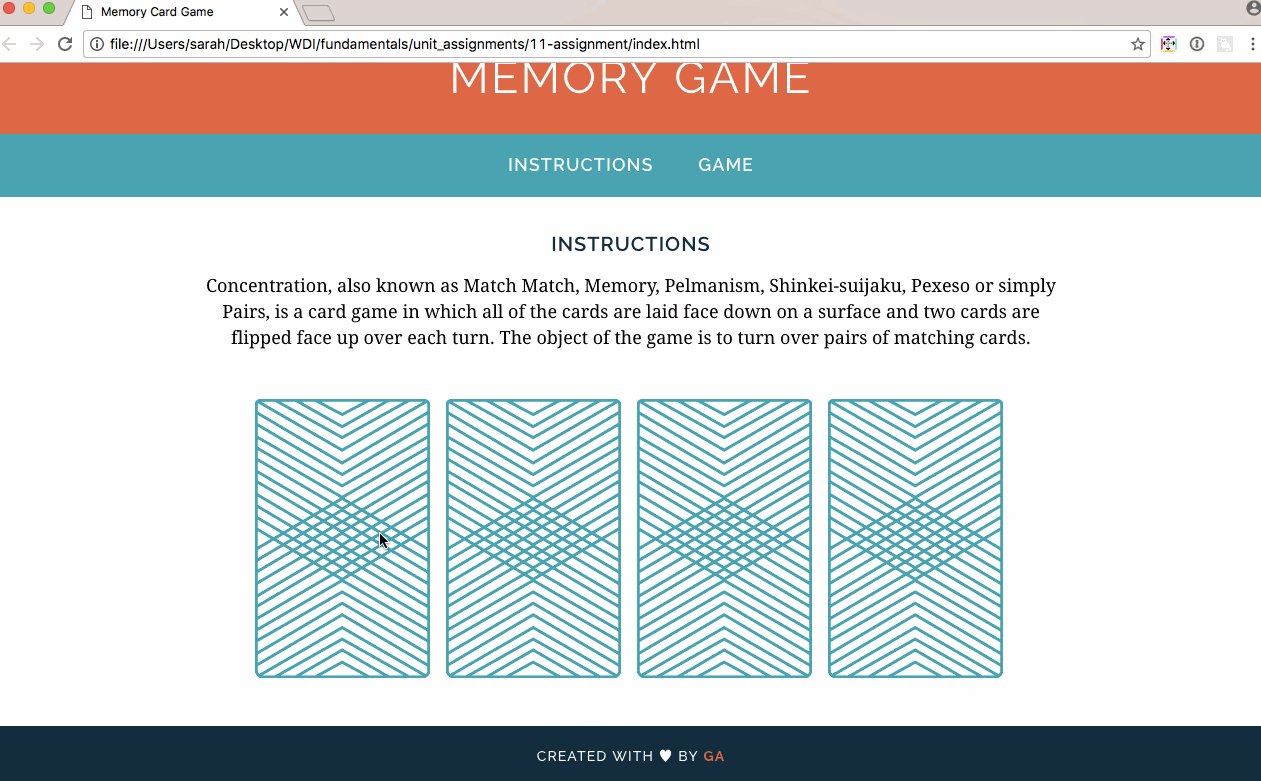 Memory Card Game
file:///Users/sarah/Desktop/WDI/fundamentals/unit_assignments/11-assignment/index.html
MEMORY GAME
INSTRUCTIONS GAME
INSTRUCTIONS
Concentration, also known as Match Match, Memory, Pelmanism, Shinkei-suijaku, Pexeso or simply
Pairs, is a card game in which all of the cards are laid face down on a surface and two cards are
flipped face up over each turn. The object of the game is to turn over pairs of matching cards.
CREATED WITH ♥ BY GA